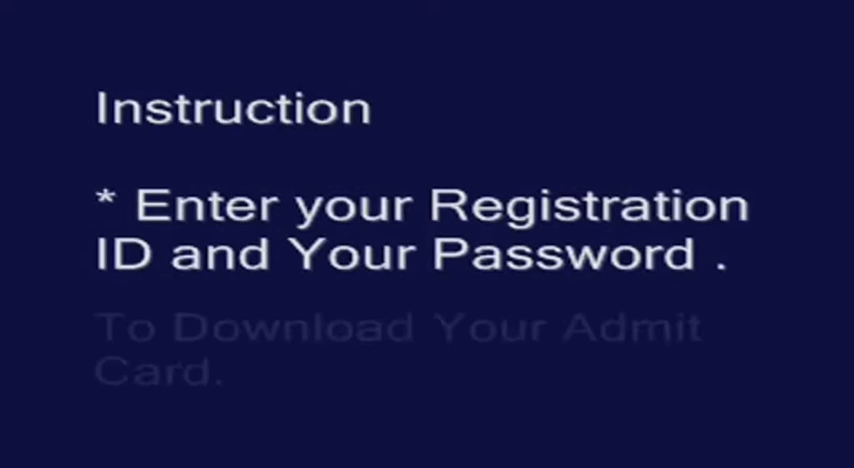 Instruction
* Enter your Registration
ID and Your Password .
To Download Your Admit
Card.